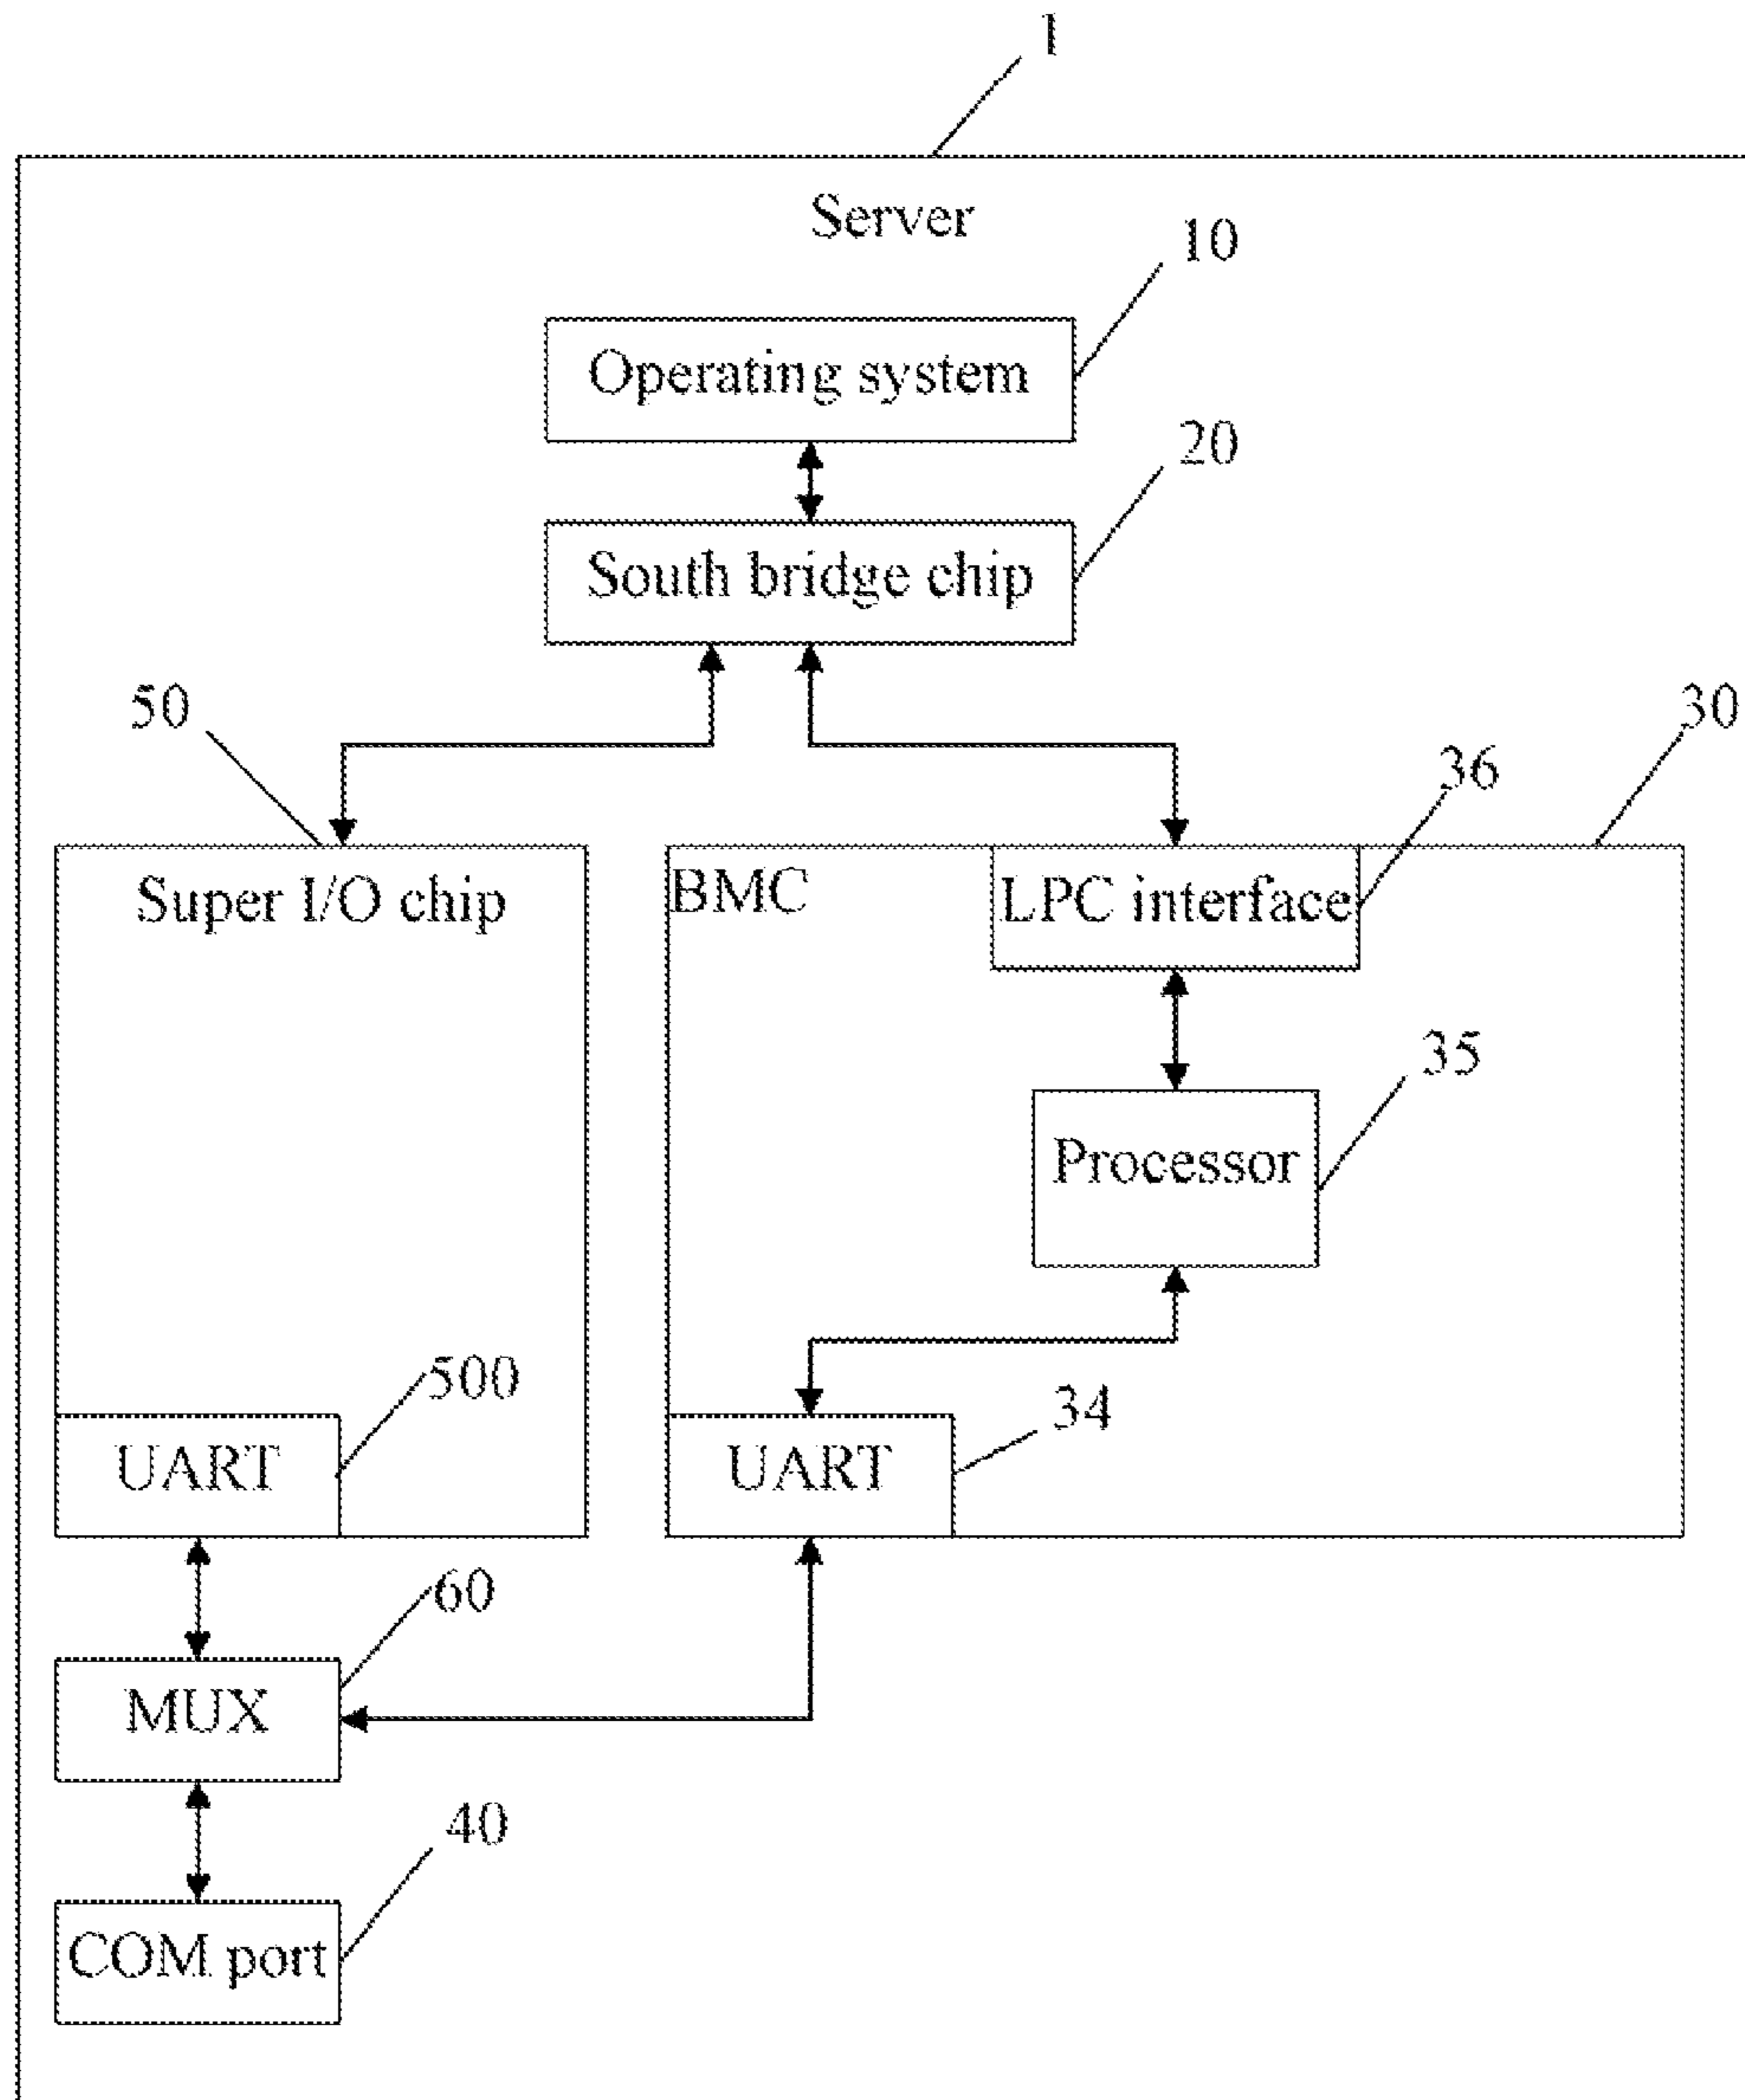 1
Server
10
Operating system
20
South bridge chip
50
30
36
Super I/O chip
BMC
LPC interface
35
Processor
500
34
UART
UART
60
MUX
40
COM port